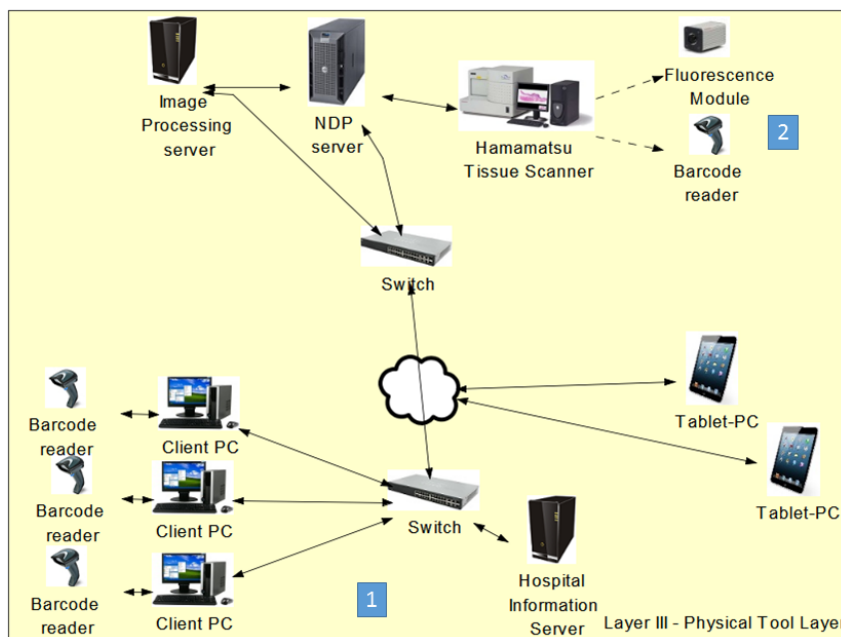 Image
Processing
server
NDP
server
Hamamatsu
Tissue Scanner
Fluorescence
Module
2
Barcode
reader
Switch
Tablet-PC
Tablet-PC
Barcode
reader
Client PC
Barcode
reader
Client PC
Barcode
reader
Client PC
Switch
Hospital
Information
Server
1
Layer III - Physical Tool Layer